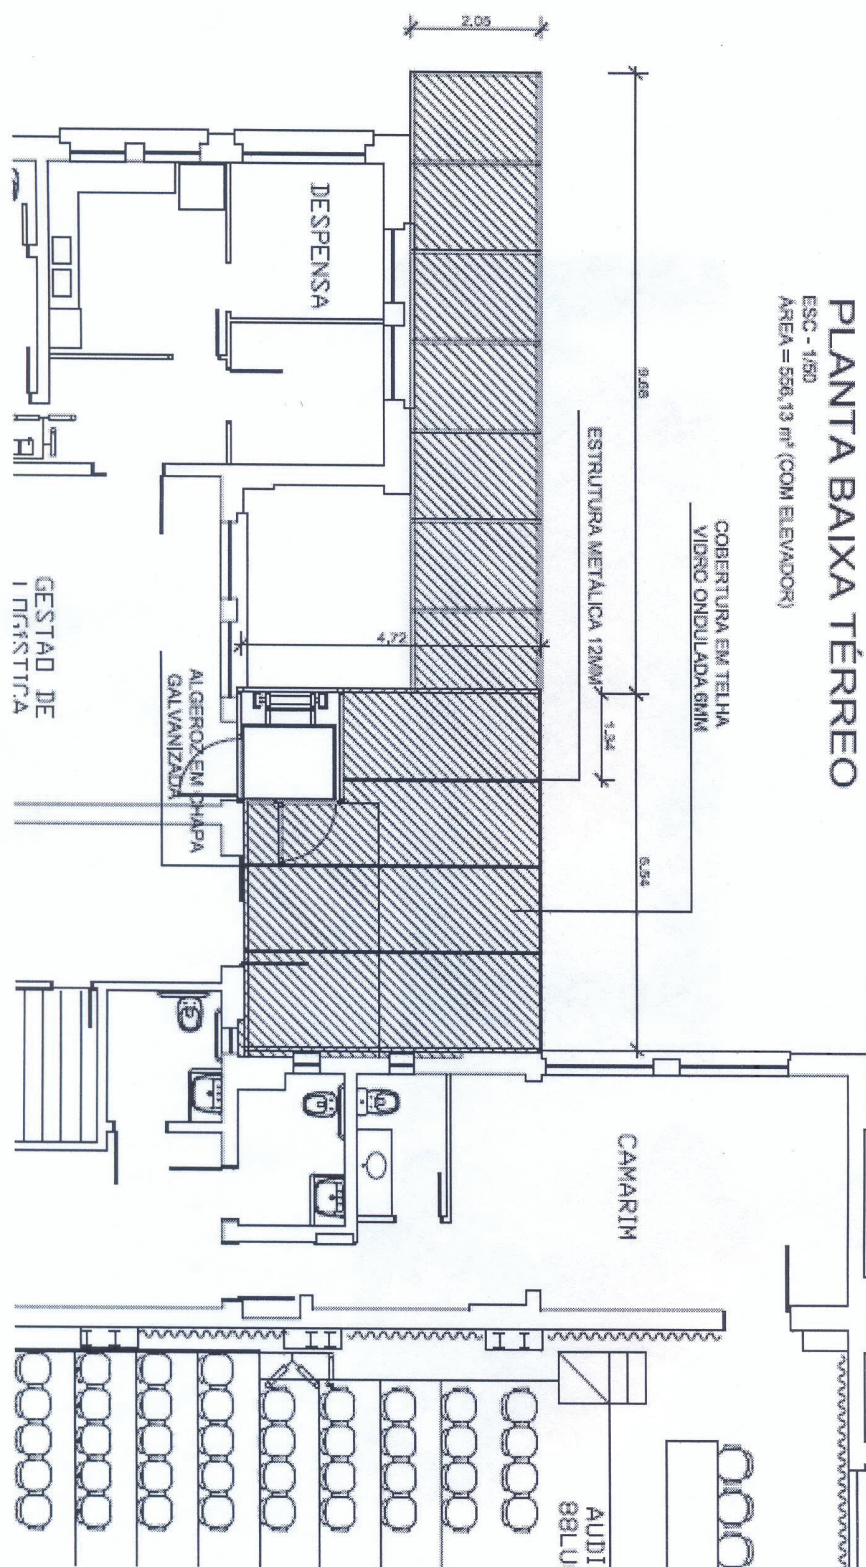 PLANTA BAIXA TÉRREO
ESC - 1/50
ÁREA = 556,13 m² (COM ELEVADOR)
COBERTURA EM TELHA
VIDRO ONDULADA 6MM
ESTRUTURA METÁLICA 12MM
2,05
9,68
1,34
6,54
4,72
DESPENSA
ALGEROZ EM CHAPA
GALVANIZADA
GESTAO DE
CAMARIM
AUDI
88LU